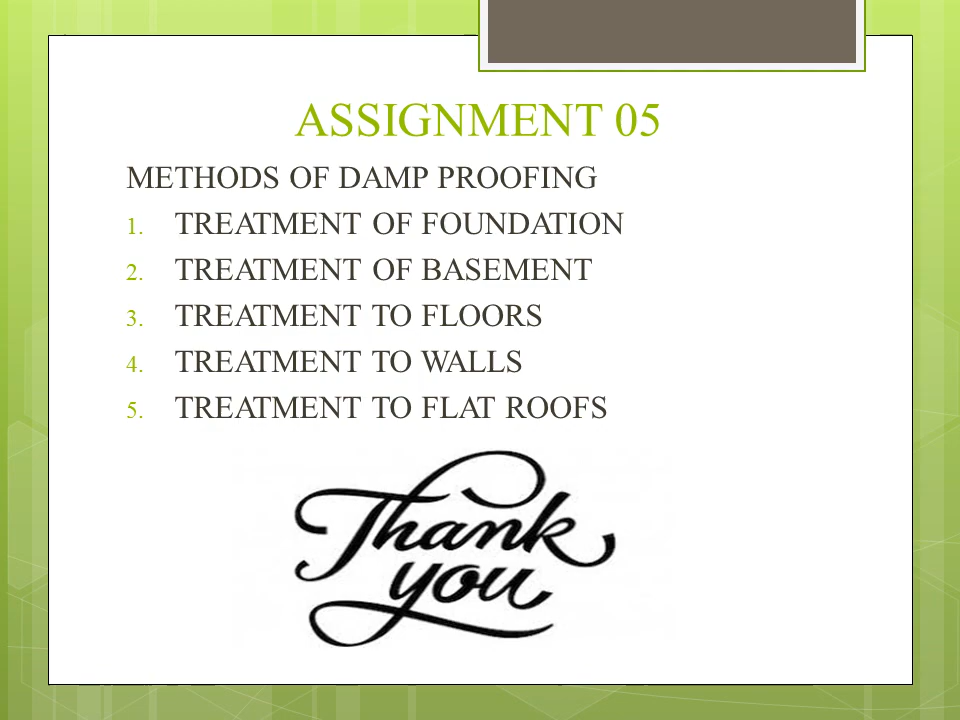 ASSIGNMENT 05
METHODS OF DAMP PROOFING
1. TREATMENT OF FOUNDATION
2. TREATMENT OF BASEMENT
3. TREATMENT TO FLOORS
4. TREATMENT TO WALLS
5. TREATMENT TO FLAT ROOFS
Thank
you